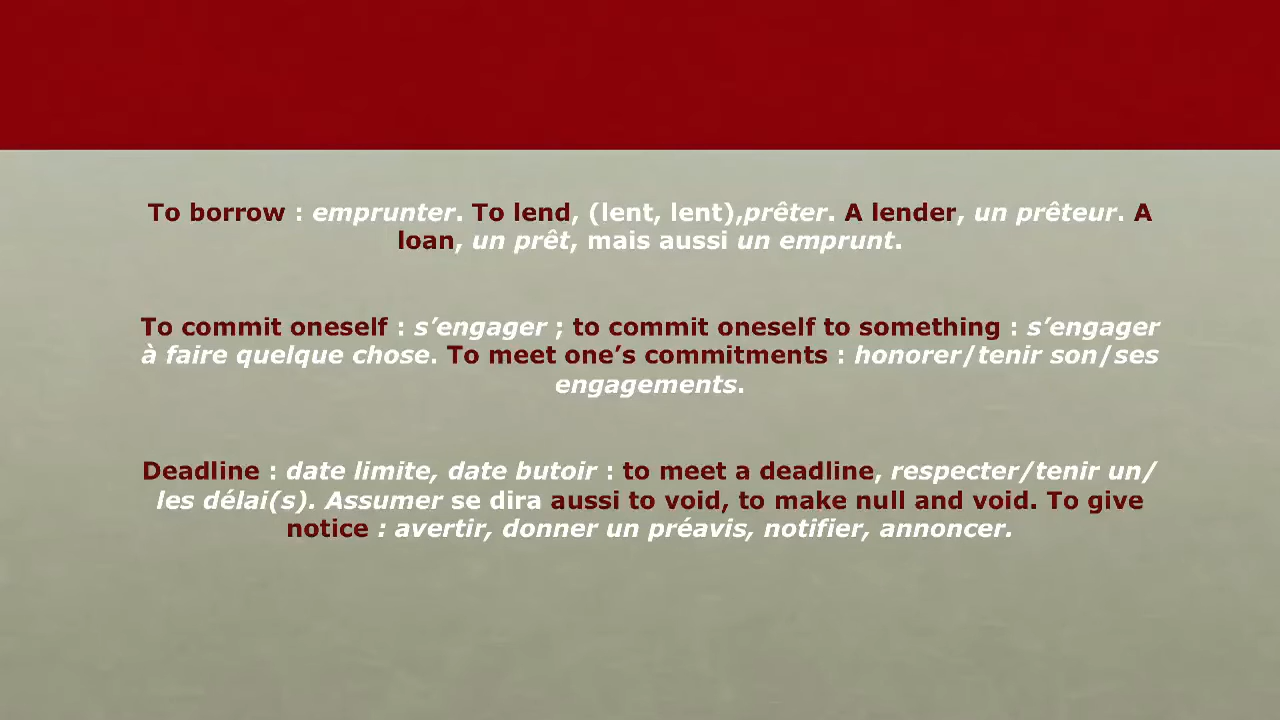 To borrow : emprunter. To lend, (lent, lent),prêter. A lender, un prêteur. A
loan, un prêt, mais aussi un emprunt.
To commit oneself : s’engager ; to commit oneself to something : s’engager
à faire quelque chose. To meet one’s commitments : honorer/tenir son/ses
engagements.
Deadline : date limite, date butoir : to meet a deadline, respecter/tenir un/
les délai(s). Assumer se dira aussi to void, to make null and void. To give
notice : avertir, donner un préavis, notifier, annoncer.